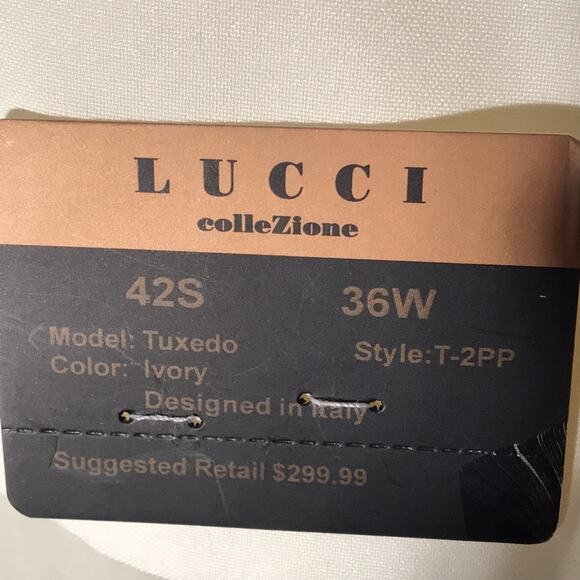 LUCCI
colleZione
42S 36W
Model: Tuxedo Style:T-2PP
Color: Ivory
Designed in Italy
Suggested Retail $299.99